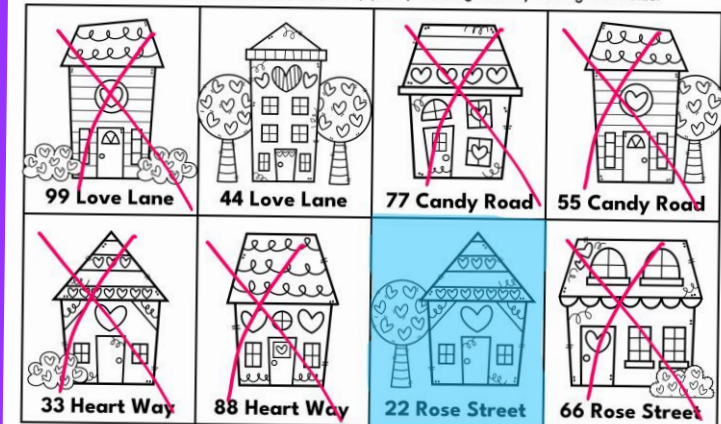 99 Love Lane
44 Love Lane
77 Candy Road
55 Candy Road
33 Heart Way
88 Heart Way
22 Rose Street
66 Rose Street